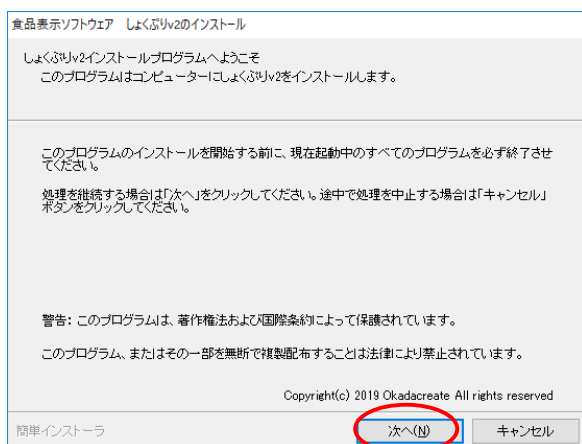 食品表示ソフトウェア　しょくぷりv2のインストール
しょくぷりv2インストールプログラムへようこそ
このプログラムはコンピューターにしょくぷりv2をインストールします。
このプログラムのインストールを開始する前に、現在起動中のすべてのプログラムを必ず終了させ
てください。
処理を継続する場合は「次へ」をクリックしてください。途中で処理を中止する場合は「キャンセル」
ボタンをクリックしてください。
警告: このプログラムは、著作権法および国際条約によって保護されています。
このプログラム、またはその一部を無断で複製配布することは法律により禁止されています。
Copyright(c) 2019 Okadacreate All rights reserved
簡単インストーラ
次へ(N)
キャンセル